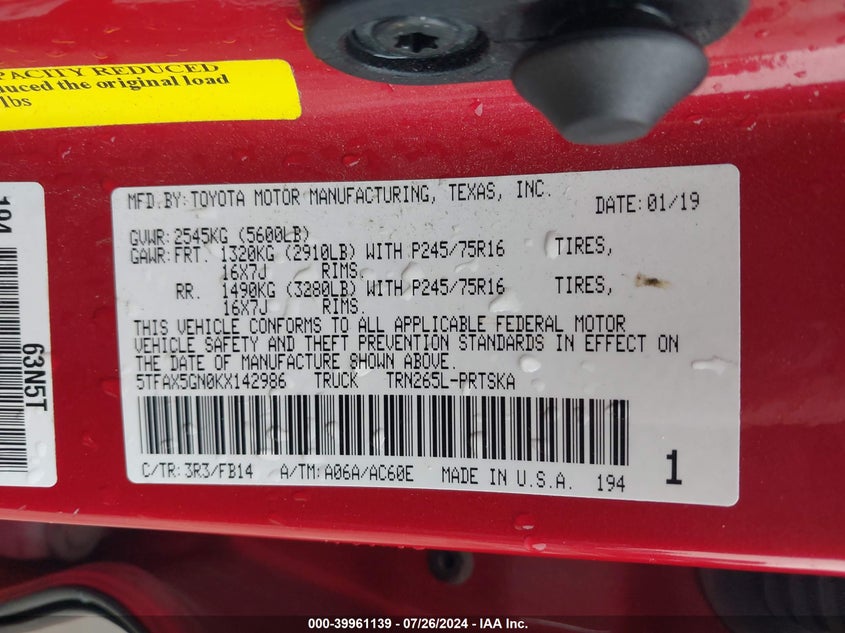 PACITY REDUCED
duced the original load
lbs
194
63N5T
MFD.BY:TOYOTA MOTOR MANUFACTURING, TEXAS, INC. DATE:01/19
GVWR:2545KG (5600LB)
GAWR:FRT. 1320KG (2910LB) WITH P245/75R16 TIRES,
16X7J RIMS.
RR. 1490KG (3280LB) WITH P245/75R16 TIRES,
16X7J RIMS.
THIS VEHICLE CONFORMS TO ALL APPLICABLE FEDERAL MOTOR
VEHICLE SAFETY AND THEFT PREVENTION STANDARDS IN EFFECT ON
THE DATE OF MANUFACTURE SHOWN ABOVE.
5TFAX5GN0KX142986 TRUCK TRN265L-PRTSKA
C/TR:3R3/FB14 A/TM:A06A/AC60E MADE IN U.S.A. 194 1
000-39961139 - 07/26/2024 - IAA Inc.